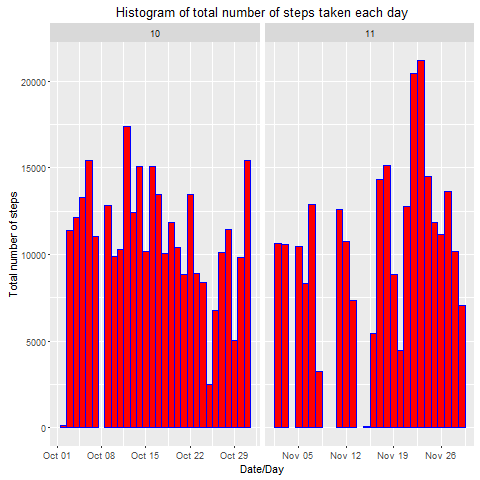 Histogram of total number of steps taken each day
10 11
20000
15000
10000
5000
0
Total number of steps
Oct 01 Oct 08 Oct 15 Oct 22 Oct 29 Nov 05 Nov 12 Nov 19 Nov 26
Date/Day